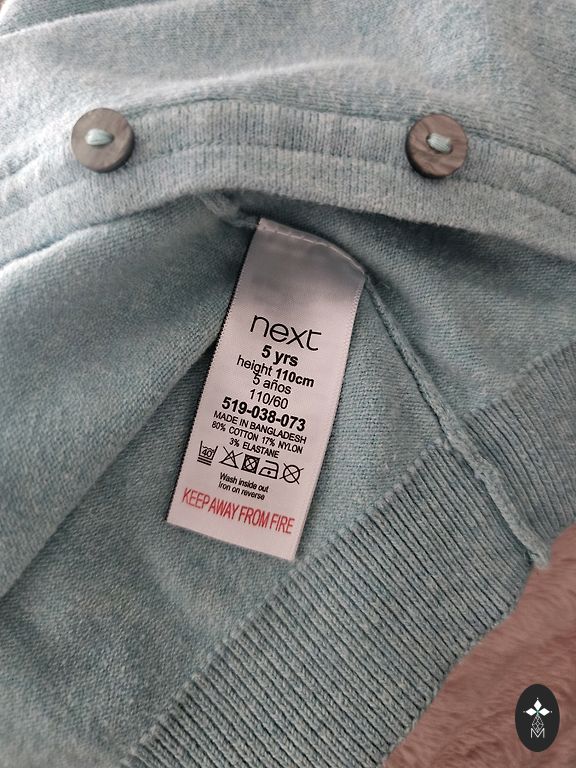 next
5 yrs
height 110cm
5 años
110/60
519-038-073
MADE IN BANGLADESH
80% COTTON 17% NYLON
3% ELASTANE
40
Wash inside out
Iron on reverse
KEEP AWAY FROM FIRE
M